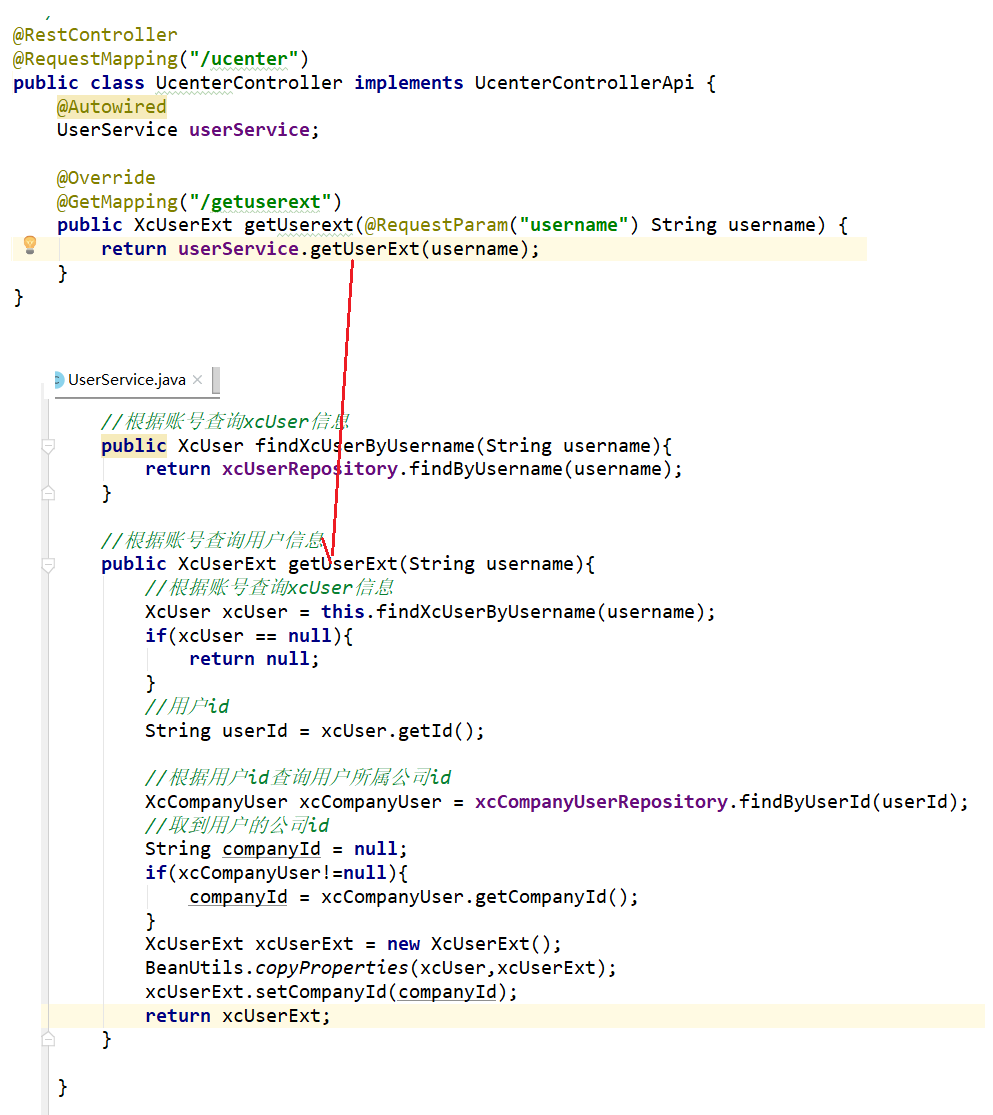 @RestController
@RequestMapping("/ucenter")
public class UcenterController implements UcenterControllerApi {
@Autowired
UserService userService;
@Override
@GetMapping("/getuserext")
public XcUserExt getUserext(@RequestParam("username") String username) {
return userService.getUserExt(username);
}
}
UserService.java
//根据账号查询xcUser信息
public XcUser findXcUserByUsername(String username){
return xcUserRepository.findByUsername(username);
}
//根据账号查询用户信息
public XcUserExt getUserExt(String username){
//根据账号查询xcUser信息
XcUser xcUser = this.findXcUserByUsername(username);
if(xcUser == null){
return null;
}
//用户id
String userId = xcUser.getId();
//根据用户id查询用户所属公司id
XcCompanyUser xcCompanyUser = xcCompanyUserRepository.findByUserId(userId);
//取到用户的公司id
String companyId = null;
if(xcCompanyUser!=null){
companyId = xcCompanyUser.getCompanyId();
}
XcUserExt xcUserExt = new XcUserExt();
BeanUtils.copyProperties(xcUser,xcUserExt);
xcUserExt.setCompanyId(companyId);
return xcUserExt;
}
}